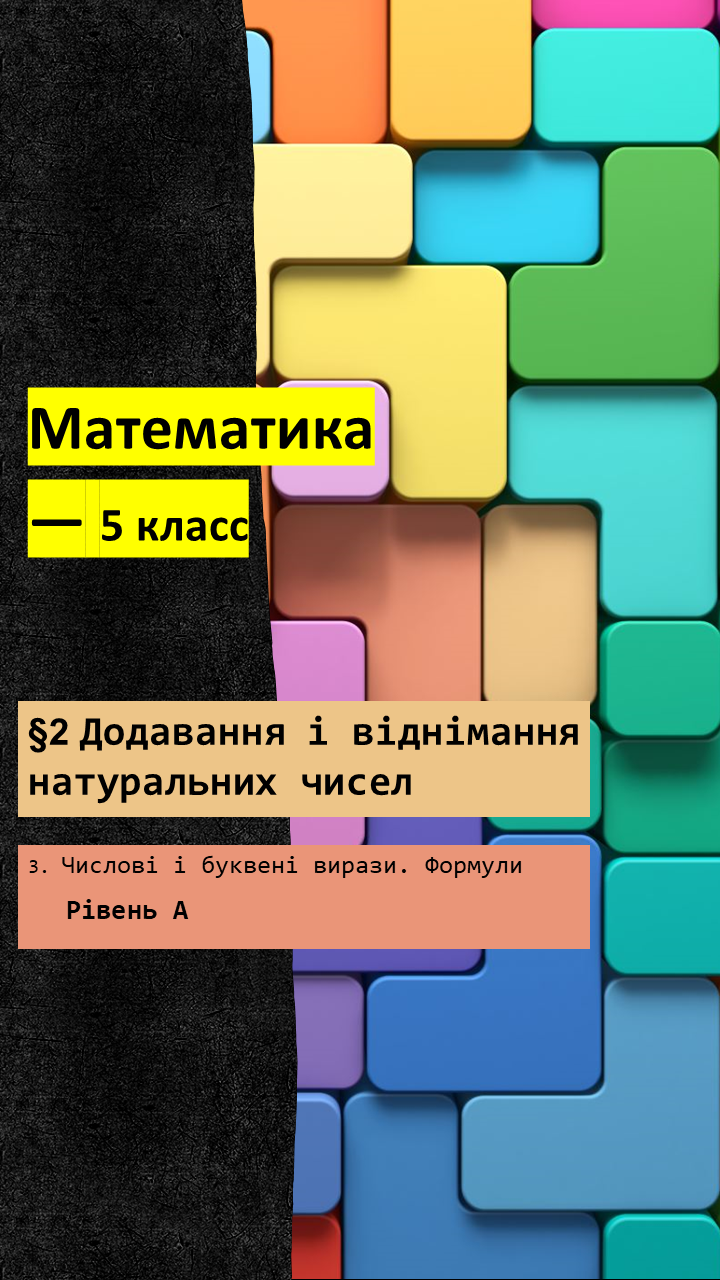 Математика
— 5 класс
§2 Додавання і віднімання
натуральних чисел
3. Числові і буквені вирази. Формули
Рівень А